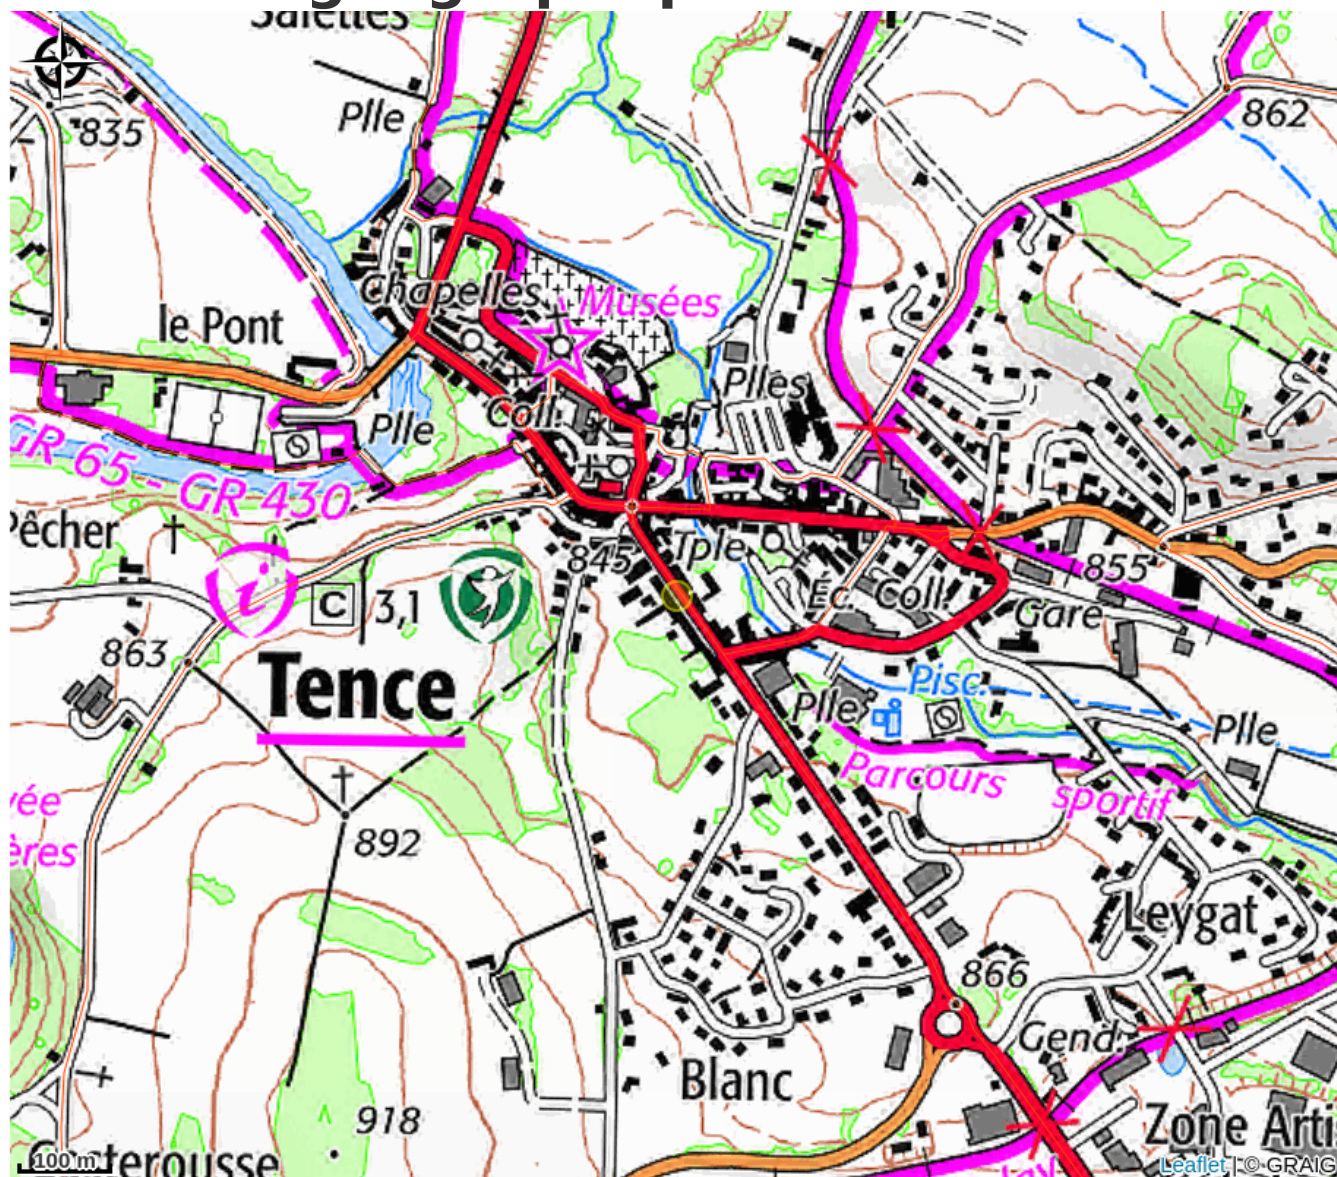 Salettes
Plle
862
835
Chapelles
Musées
le Pont
Plles
Plle
Coll.
GR 65 - GR 430
Pêcher
i
C
3,1
845
Tple
855
Éc.
Coll.
Gare
863
Tence
Pisc.
Plle
Plle
Parcours sportif
892
Leygat
866
Gend.
Blanc
918
Zone Arti
100 m
terousse
Leaflet | © GRAIG